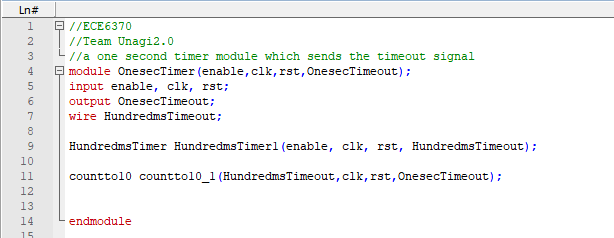 Ln#
1 //ECE6370
2 //Team Unagi2.0
3 //a one second timer module which sends the timeout signal
4 module OnesecTimer(enable,clk,rst,OnesecTimeout);
5 input enable, clk, rst;
6 output OnesecTimeout;
7 wire HundredmsTimeout;
8
9 HundredmsTimer HundredmsTimer1(enable, clk, rst, HundredmsTimeout);
10
11 countto10 countto10_1(HundredmsTimeout,clk,rst,OnesecTimeout);
12
13
14 endmodule
15